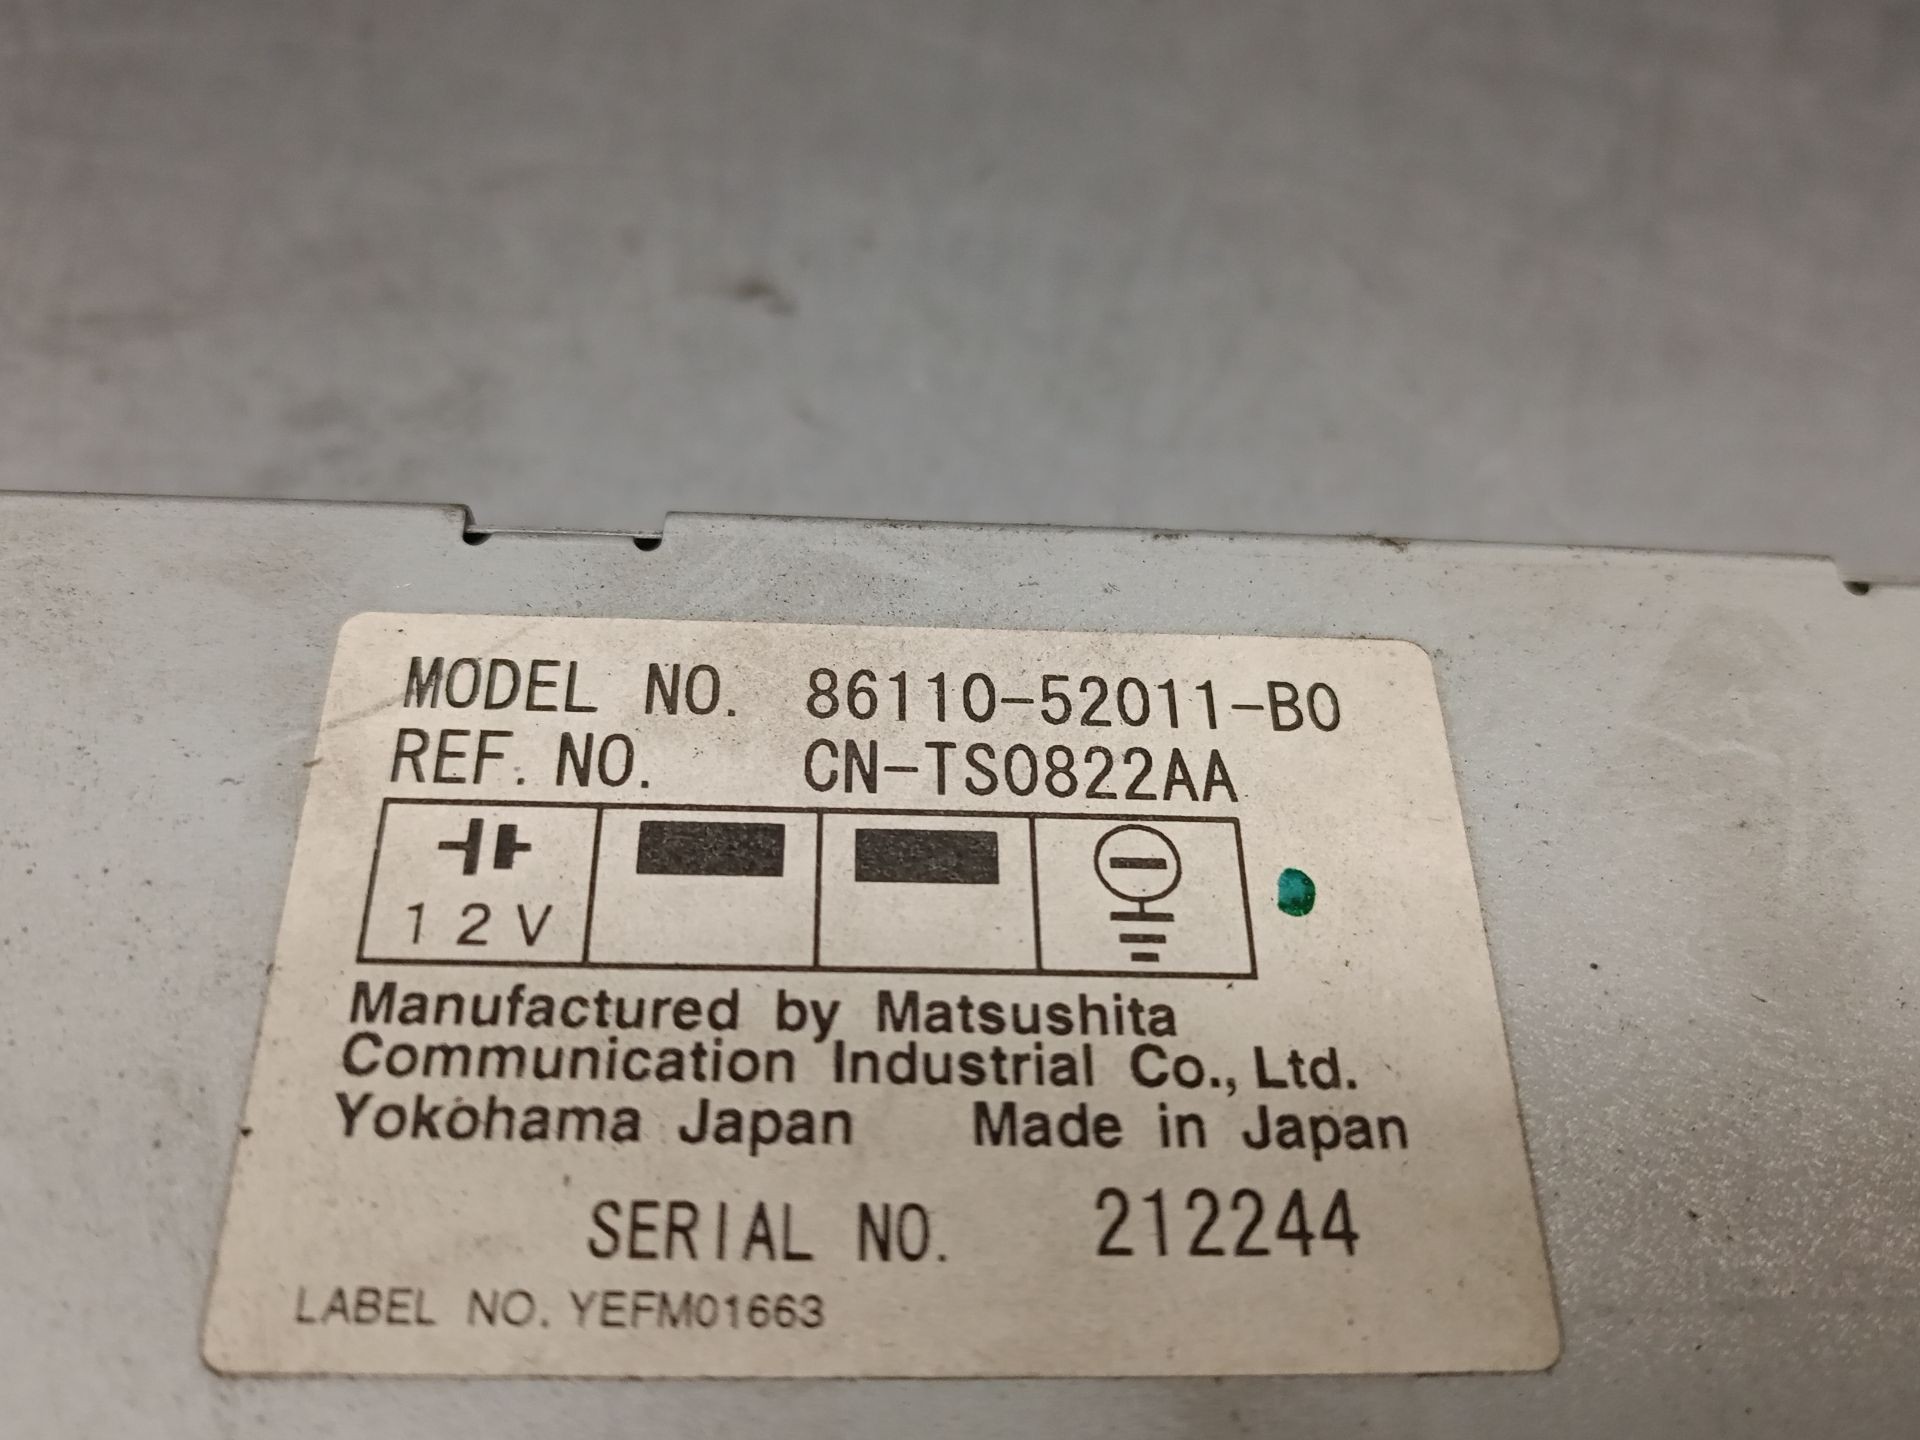 MODEL NO. 86110-52011-B0
REF. NO. CN-TS0822AA
12V
Manufactured by Matsushita
Communication Industrial Co., Ltd.
Yokohama Japan Made in Japan
SERIAL NO. 212244
LABEL NO. YEFM01663